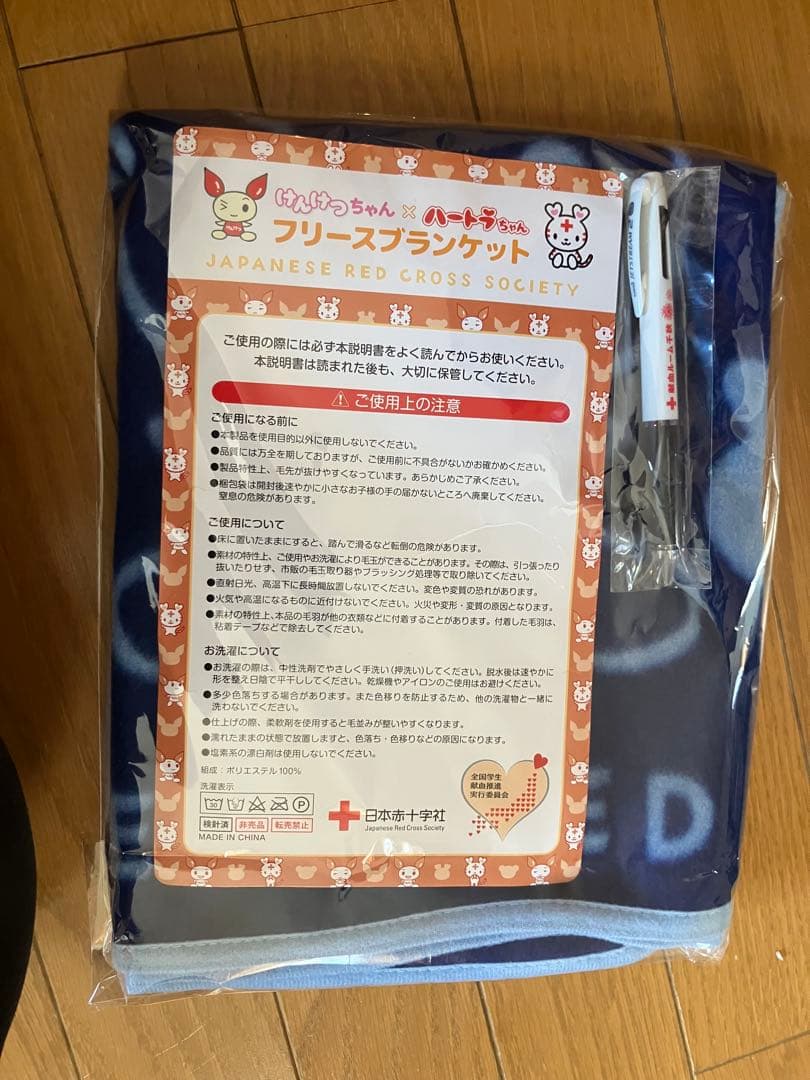 けんけつちゃん×ハートラちゃん
フリースブランケット
JAPANESE RED CROSS SOCIETY
けんけつ
ご使用の際には必ず本説明書をよく読んでからお使いください。
本説明書は読まれた後も、大切に保管してください。
⚠ ご使用上の注意
ご使用になる前に
●本製品を使用目的以外に使用しないでください。
●品質には万全を期しておりますが、ご使用前に不具合がないかお確かめください。
●製品特性上、毛先が抜けやすくなっています。あらかじめご了承ください。
●梱包袋は開封後速やかに小さなお子様の手の届かないところへ廃棄してください。
窒息の危険があります。
ご使用について
●床に置いたままにすると、踏んで滑るなど転倒の危険があります。
●素材の特性上、ご使用やお洗濯により毛玉ができることがあります。その際は、引っ張ったり
抜いたりせず、市販の毛玉取り器やブラッシング処理等で取り除いてください。
●直射日光、高温下に長時間放置しないでください。変色や変質の恐れがあります。
●火気や高温になるものに近付けないでください。火災や変形・変質の原因となります。
●素材の特性上、本品の毛羽が他の衣類などに付着することがあります。付着した毛羽は、
粘着テープなどで除去してください。
お洗濯について
●お洗濯の際は、中性洗剤でやさしく手洗い(押洗い)してください。脱水後は速やかに
形を整え日陰で平干ししてください。乾燥機やアイロンのご使用はお避けください。
●多少色落ちする場合があります。また色移りを防止するため、他の洗濯物と一緒に
洗わないでください。
●仕上げの際、柔軟剤を使用すると毛並みが整いやすくなります。
●濡れたままの状態で放置しますと、色落ち・色移りなどの原因になります。
●塩素系の漂白剤は使用しないでください。
組成:ポリエステル100%
洗濯表示
30
P
検針済 非売品 転売禁止
MADE IN CHINA
日本赤十字社
Japanese Red Cross Society
全国学生
献血推進
実行委員会
JETSTREAM
献血ルーム
E D